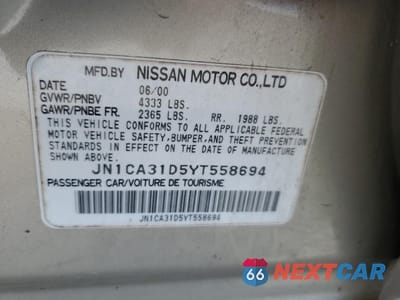 MFD.BY NISSAN MOTOR CO.,LTD
DATE 06/00
GVWR/PNBV 4333 LBS.
GAWR/PNBE FR. 2365 LBS. RR. 1988 LBS.
THIS VEHICLE CONFORMS TO ALL APPLICABLE FEDERAL
MOTOR VEHICLE SAFETY,BUMPER,AND THEFT PREVENTION
STANDARDS IN EFFECT ON THE DATE OF MANUFACTURE
SHOWN ABOVE.
JN1CA31D5YT558694
PASSENGER CAR/VOITURE DE TOURISME
JN1CA31D5YT558694
66 NEXTCAR